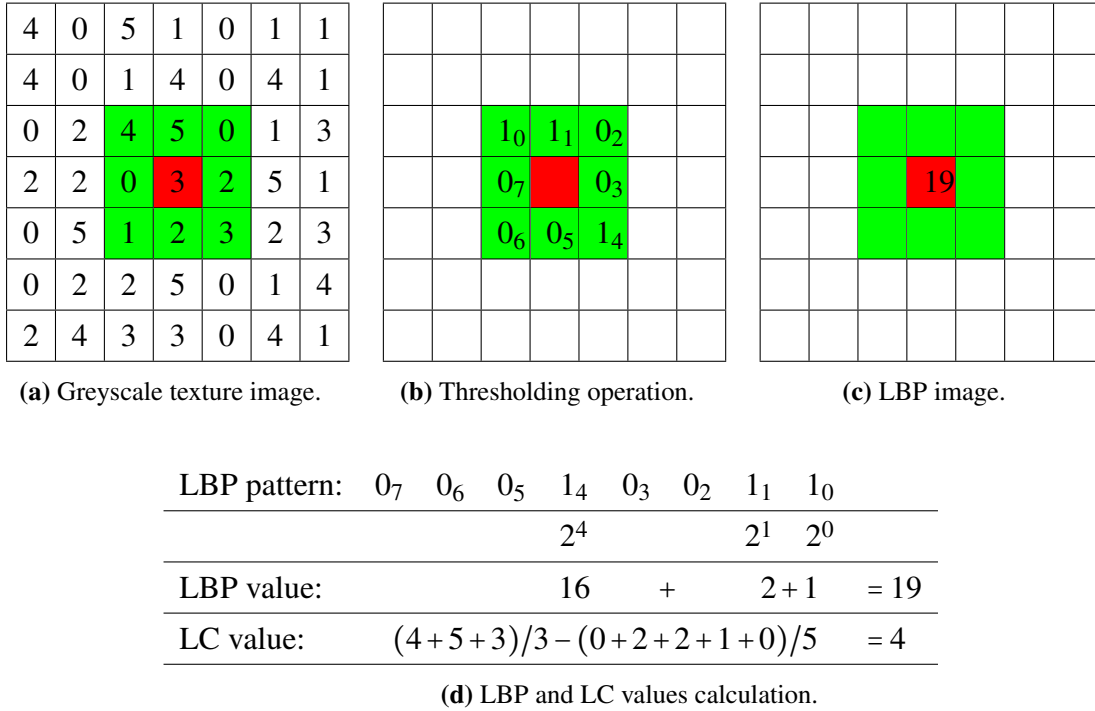 4 0 5 1 0 1 1
4 0 1 4 0 4 1
0 2 4 5 0 1 3 1₀ 1₁ 0₂
2 2 0 3 2 5 1 0₇ 0₃ 19
0 5 1 2 3 2 3 0₆ 0₅ 1₄
0 2 2 5 0 1 4
2 4 3 3 0 4 1
(a) Greyscale texture image. (b) Thresholding operation. (c) LBP image.
LBP pattern: 0₇ 0₆ 0₅ 1₄ 0₃ 0₂ 1₁ 1₀
2⁴ 2¹ 2⁰
LBP value: 16 + 2+1 = 19
LC value: (4+5+3)/3−(0+2+2+1+0)/5 = 4
(d) LBP and LC values calculation.